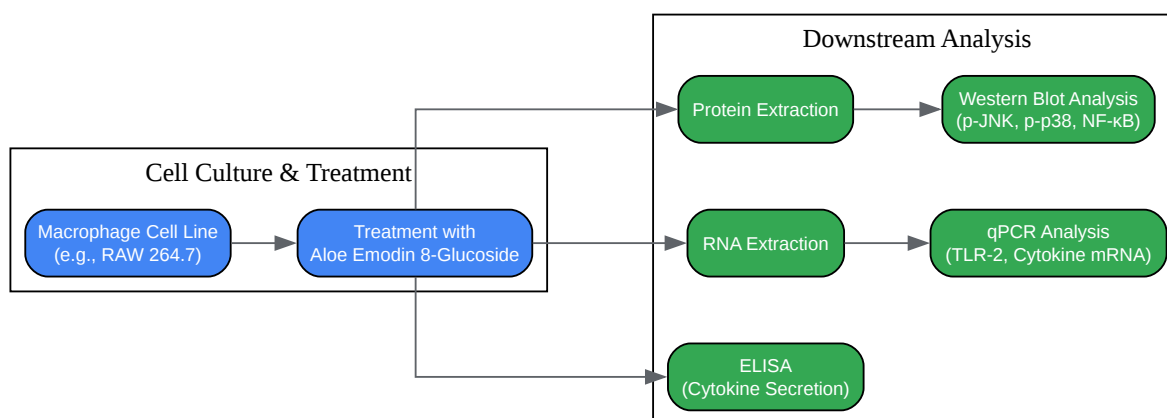 Cell Culture & Treatment
Macrophage Cell Line
(e.g., RAW 264.7)
Treatment with
Aloe Emodin 8-Glucoside
Downstream Analysis
Protein Extraction
Western Blot Analysis
(p-JNK, p-p38, NF-κB)
RNA Extraction
qPCR Analysis
(TLR-2, Cytokine mRNA)
ELISA
(Cytokine Secretion)